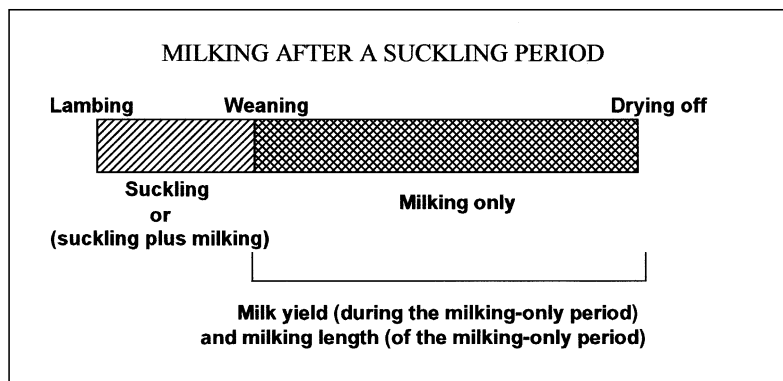 MILKING AFTER A SUCKLING PERIOD
Lambing Weaning Drying off
Suckling
or
(suckling plus milking)
Milking only
Milk yield (during the milking-only period)
and milking length (of the milking-only period)